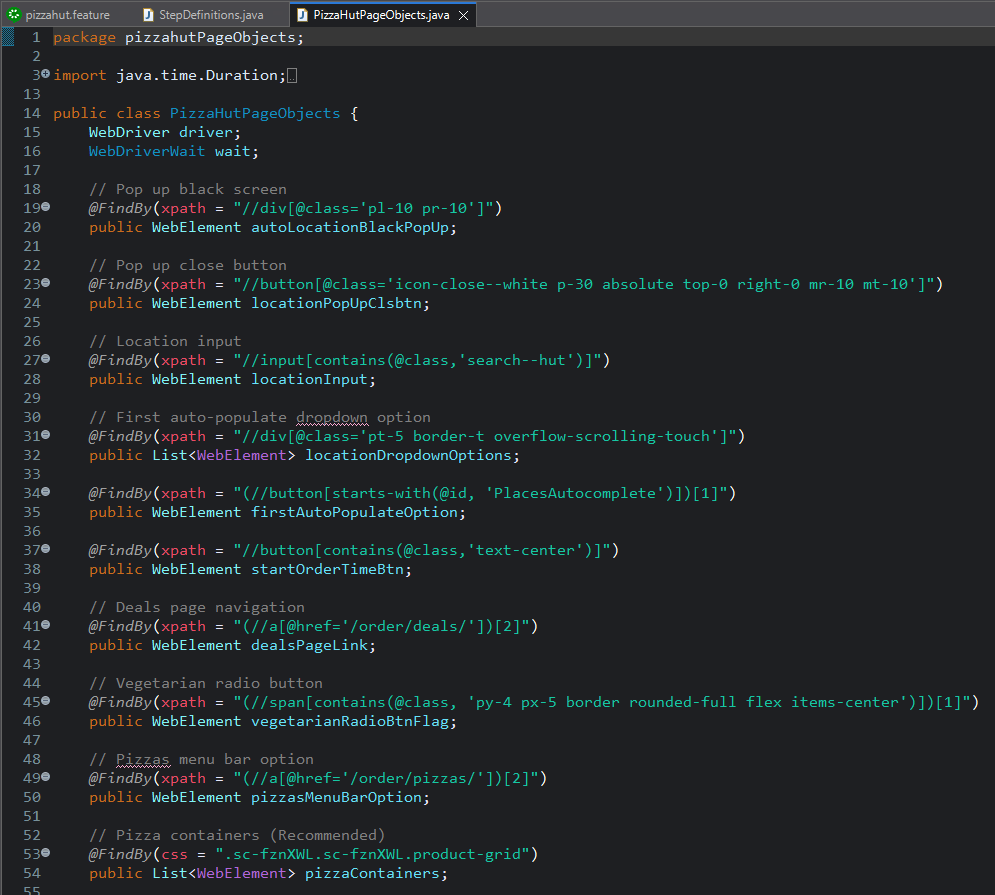 pizzahut.feature StepDefinitions.java PizzaHutPageObjects.java
1 package pizzahutPageObjects;
2
3 import java.time.Duration;
13
14 public class PizzaHutPageObjects {
15 WebDriver driver;
16 WebDriverWait wait;
17
18 // Pop up black screen
19 @FindBy(xpath = "//div[@class='pl-10 pr-10']")
20 public WebElement autoLocationBlackPopUp;
21
22 // Pop up close button
23 @FindBy(xpath = "//button[@class='icon-close--white p-30 absolute top-0 right-0 mr-10 mt-10']")
24 public WebElement locationPopUpClsbtn;
25
26 // Location input
27 @FindBy(xpath = "//input[contains(@class,'search--hut')]")
28 public WebElement locationInput;
29
30 // First auto-populate dropdown option
31 @FindBy(xpath = "//div[@class='pt-5 border-t overflow-scrolling-touch']")
32 public List<WebElement> locationDropdownOptions;
33
34 @FindBy(xpath = "(//button[starts-with(@id, 'PlacesAutocomplete')])[1]")
35 public WebElement firstAutoPopulateOption;
36
37 @FindBy(xpath = "//button[contains(@class,'text-center')]")
38 public WebElement startOrderTimeBtn;
39
40 // Deals page navigation
41 @FindBy(xpath = "(//a[@href='/order/deals/'])[2]")
42 public WebElement dealsPageLink;
43
44 // Vegetarian radio button
45 @FindBy(xpath = "(//span[contains(@class, 'py-4 px-5 border rounded-full flex items-center')])[1]")
46 public WebElement vegetarianRadioBtnFlag;
47
48 // Pizzas menu bar option
49 @FindBy(xpath = "(//a[@href='/order/pizzas/'])[2]")
50 public WebElement pizzasMenuBarOption;
51
52 // Pizza containers (Recommended)
53 @FindBy(css = ".sc-fznXWL.sc-fznXWL.product-grid")
54 public List<WebElement> pizzaContainers;
55